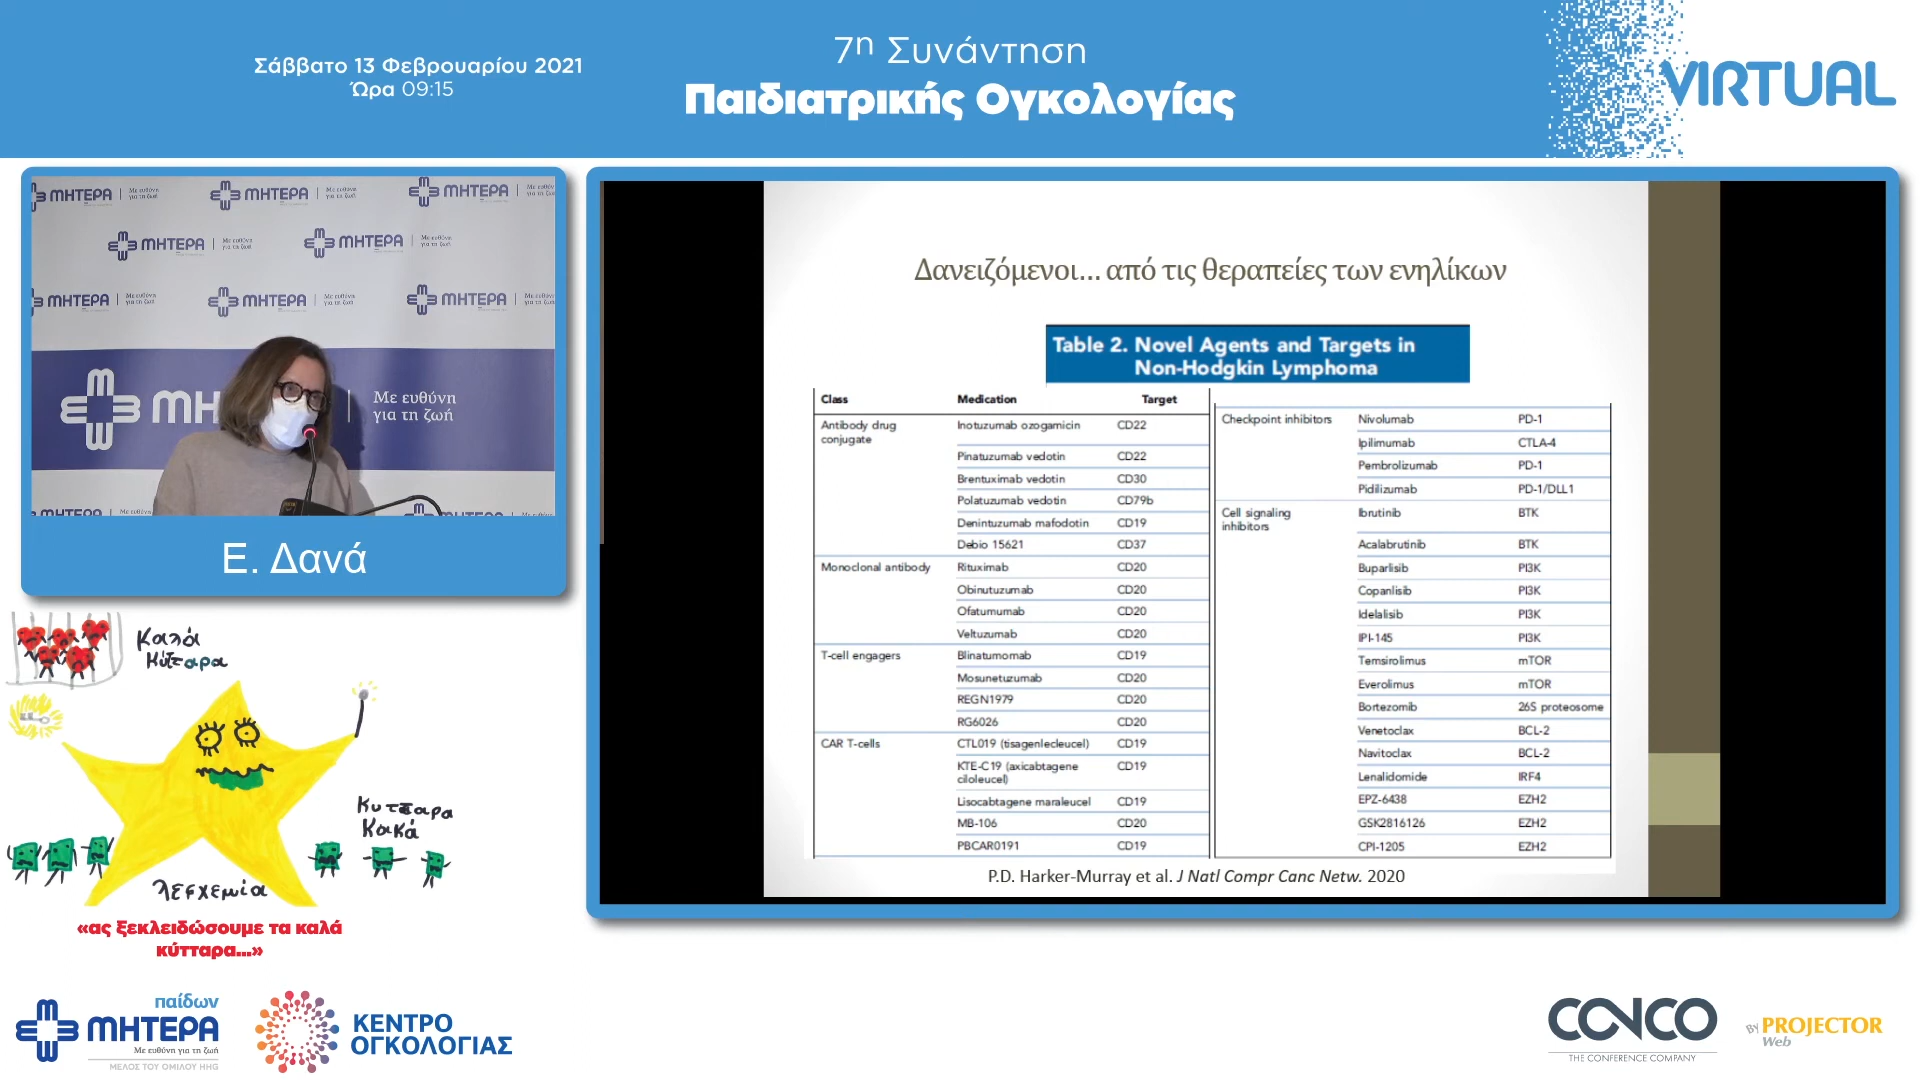 Σάββατο 13 Φεβρουαρίου 2021
Ώρα 09:15
7η Συνάντηση
Παιδιατρικής Ογκολογίας
VIRTUAL
ΜΗΤΕΡΑ
Με ευθύνη
για τη ζωή
Ε. Δανά
Δανειζόμενοι... από τις θεραπείες των ενηλίκων
Table 2. Novel Agents and Targets in
Non-Hodgkin Lymphoma
Class Medication Target
Antibody drug conjugate Inotuzumab ozogamicin CD22
Pinatuzumab vedotin CD22
Brentuximab vedotin CD30
Polatuzumab vedotin CD79b
Denintuzumab mafodotin CD19
Debio 15621 CD37
Monoclonal antibody Rituximab CD20
Obinutuzumab CD20
Ofatumumab CD20
Veltuzumab CD20
T-cell engagers Blinatumomab CD19
Mosunetuzumab CD20
REGN1979 CD20
RG6026 CD20
CAR T-cells CTL019 (tisagenlecleucel) CD19
KTE-C19 (axicabtagene ciloleucel) CD19
Lisocabtagene maraleucel CD19
MB-106 CD20
PBCAR0191 CD19
Checkpoint inhibitors Nivolumab PD-1
Ipilimumab CTLA-4
Pembrolizumab PD-1
Pidilizumab PD-1/DLL1
Cell signaling inhibitors Ibrutinib BTK
Acalabrutinib BTK
Buparlisib PI3K
Copanlisib PI3K
Idelalisib PI3K
IPI-145 PI3K
Temsirolimus mTOR
Everolimus mTOR
Bortezomib 26S proteosome
Venetoclax BCL-2
Navitoclax BCL-2
Lenalidomide IRF4
EPZ-6438 EZH2
GSK2816126 EZH2
CPI-1205 EZH2
P.D. Harker-Murray et al. J Natl Compr Canc Netw. 2020
Καλά
Κύτταρα
Κυτταρα
Κακά
λεφχεμία
«ας ξεκλειδώσουμε τα καλά
κύτταρα...»
παίδων
ΜΗΤΕΡΑ
Με ευθύνη για τη ζωή
ΜΕΛΟΣ ΤΟΥ ΟΜΙΛΟΥ HHG
ΚΕΝΤΡΟ
ΟΓΚΟΛΟΓΙΑΣ
CONCO
THE CONFERENCE COMPANY
BY PROJECTOR
Web